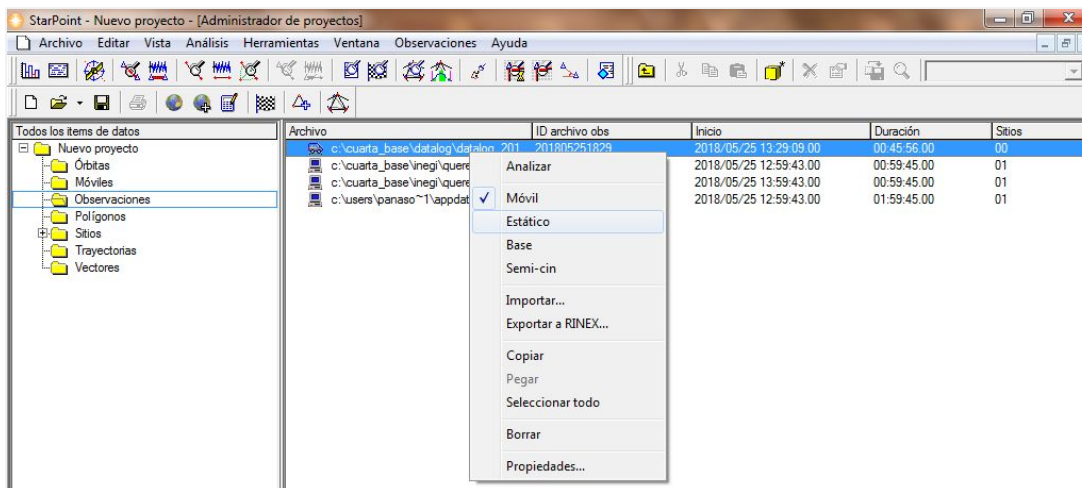 StarPoint - Nuevo proyecto - [Administrador de proyectos]
Archivo Editar Vista Análisis Herramientas Ventana Observaciones Ayuda
Todos los items de datos
Nuevo proyecto
Órbitas
Móviles
Observaciones
Polígonos
Sitios
Trayectorias
Vectores
Archivo ID archivo obs Inicio Duración Sitios
c:\cuarta_base\datalog\datalog_201 201805251829 2018/05/25 13:29:09.00 00:45:56.00 00
c:\cuarta_base\inegi\quere 2018/05/25 12:59:43.00 00:59:45.00 01
c:\cuarta_base\inegi\quere 2018/05/25 13:59:43.00 00:59:45.00 01
c:\users\panaso~1\appdat 2018/05/25 12:59:43.00 01:59:45.00 01
Analizar
Móvil
Estático
Base
Semi-cin
Importar...
Exportar a RINEX...
Copiar
Pegar
Seleccionar todo
Borrar
Propiedades...